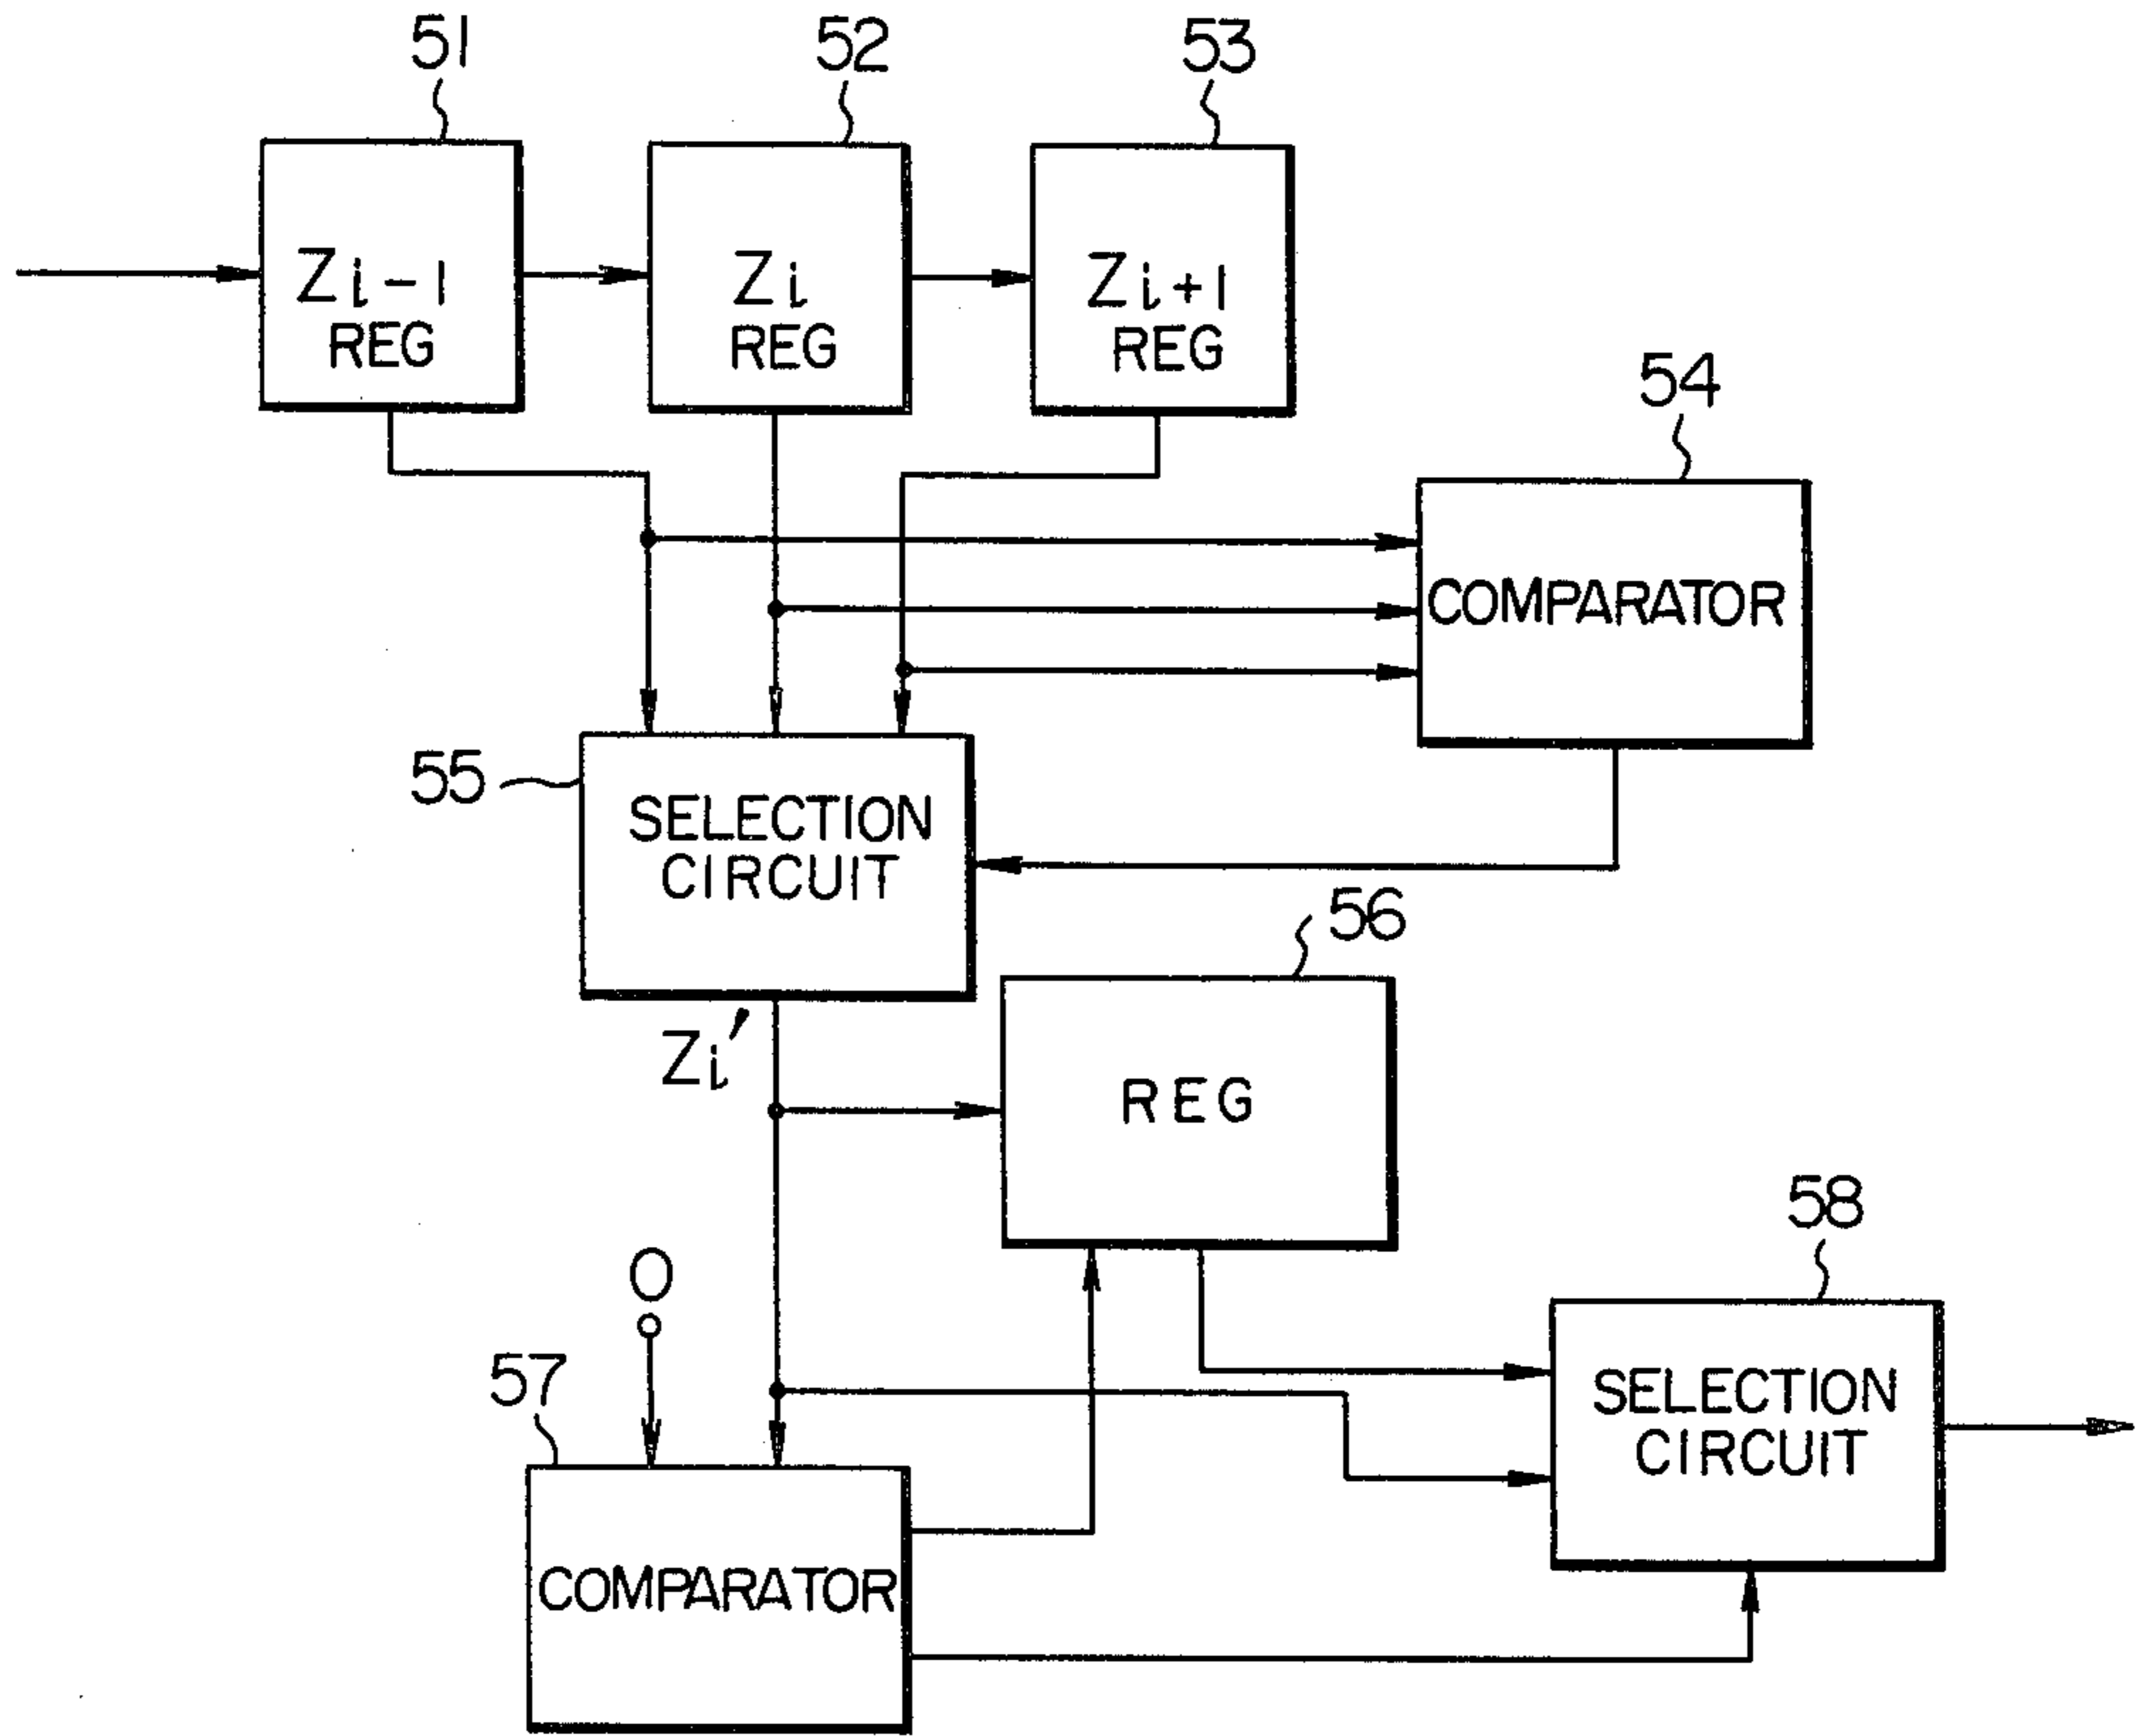 51
52
53
Zi-1
REG
Zi
REG
Zi+1
REG
54
COMPARATOR
55
SELECTION
CIRCUIT
56
Zi'
REG
58
0
57
SELECTION
CIRCUIT
COMPARATOR